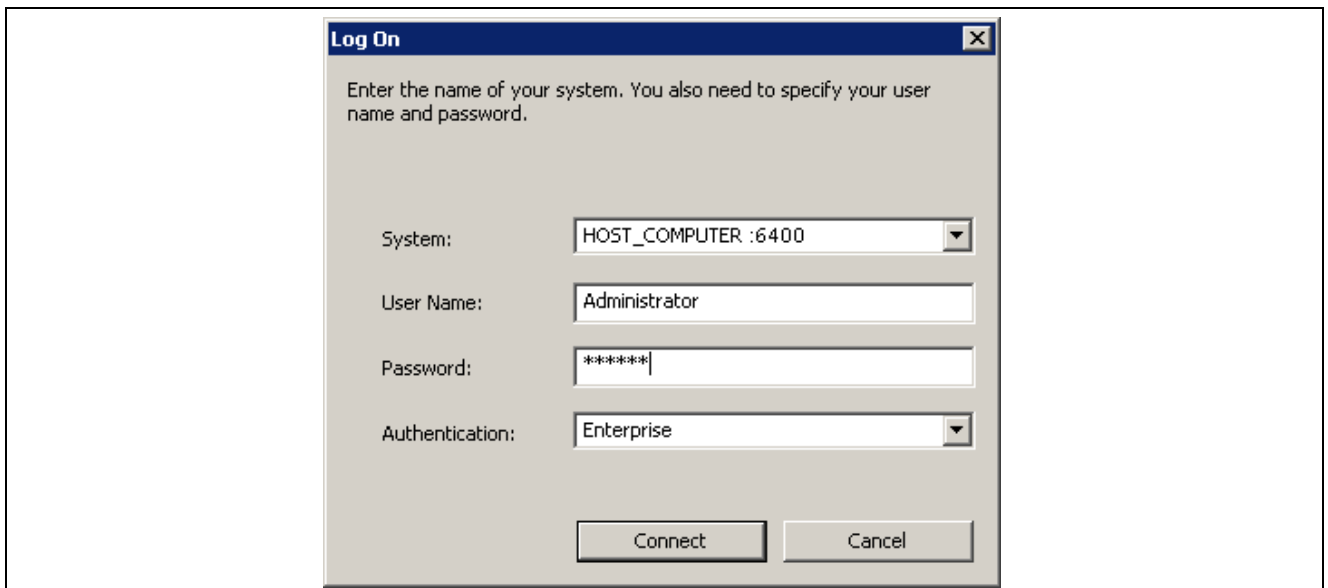 Log On
Enter the name of your system. You also need to specify your user
name and password.
System:
HOST_COMPUTER :6400
User Name:
Administrator
Password:
******
Authentication:
Enterprise
Connect
Cancel